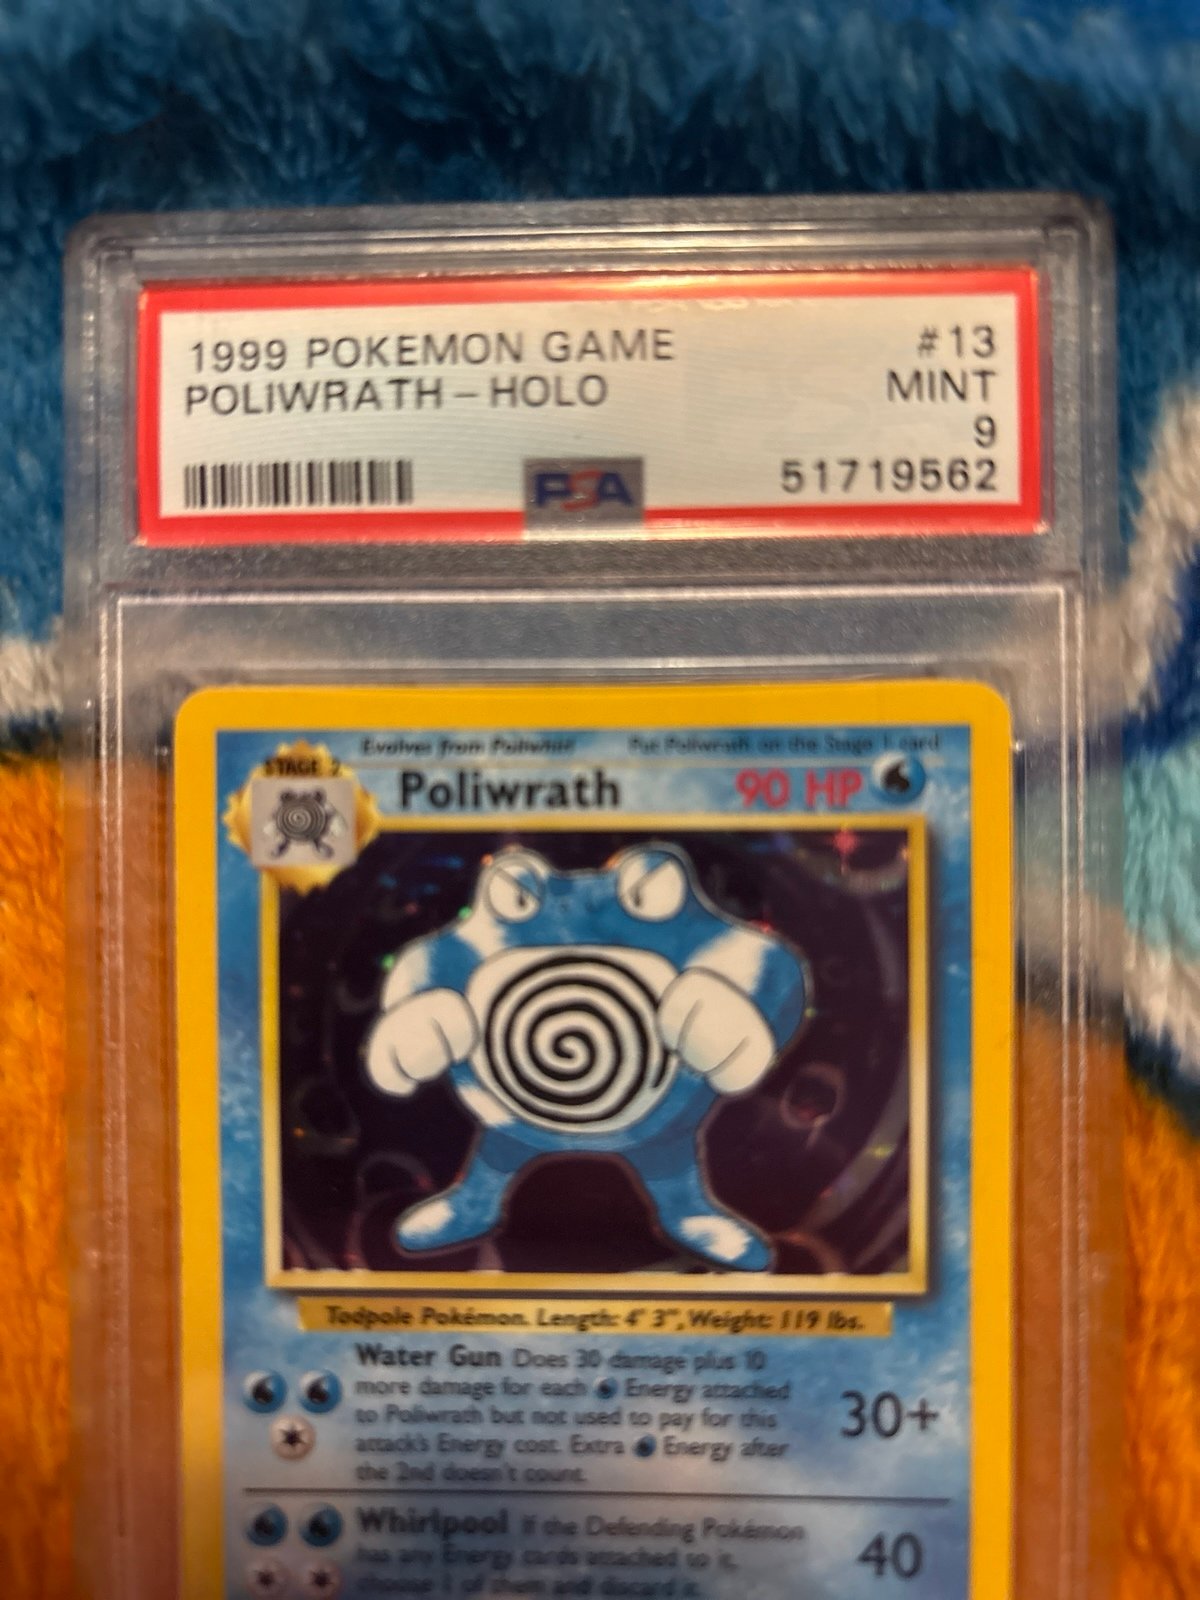 1999 POKEMON GAME #13
POLIWRATH – HOLO MINT
9
PSA 51719562
Evolves from Poliwhirl Put Poliwrath on the Stage 1 card
STAGE 2
Poliwrath 90 HP
Tadpole Pokémon. Length: 4' 3", Weight: 119 lbs.
Water Gun Does 30 damage plus 10
more damage for each Energy attached
to Poliwrath but not used to pay for this
attack's Energy cost. Extra Energy after
the 2nd doesn't count.
30+
Whirlpool If the Defending Pokémon
has any Energy cards attached to it,
choose 1 of them and discard it.
40